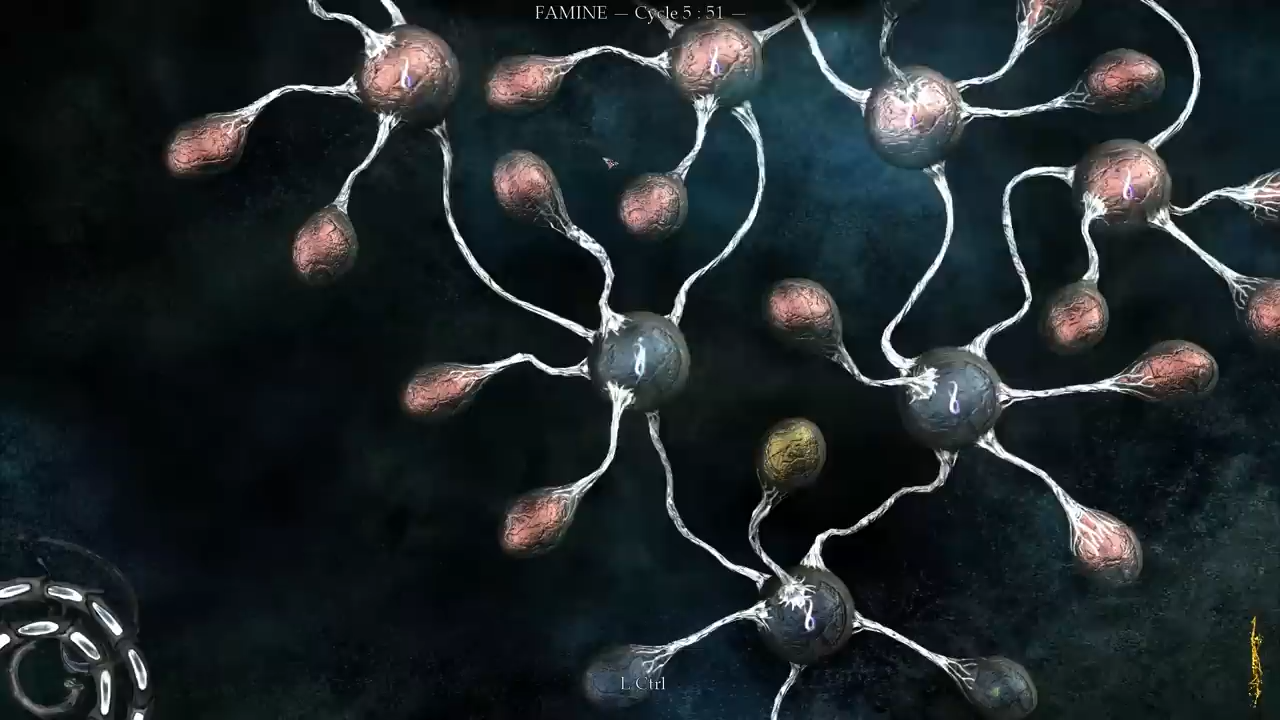 FAMINE — Cycle 5 : 51 —
L Ctrl